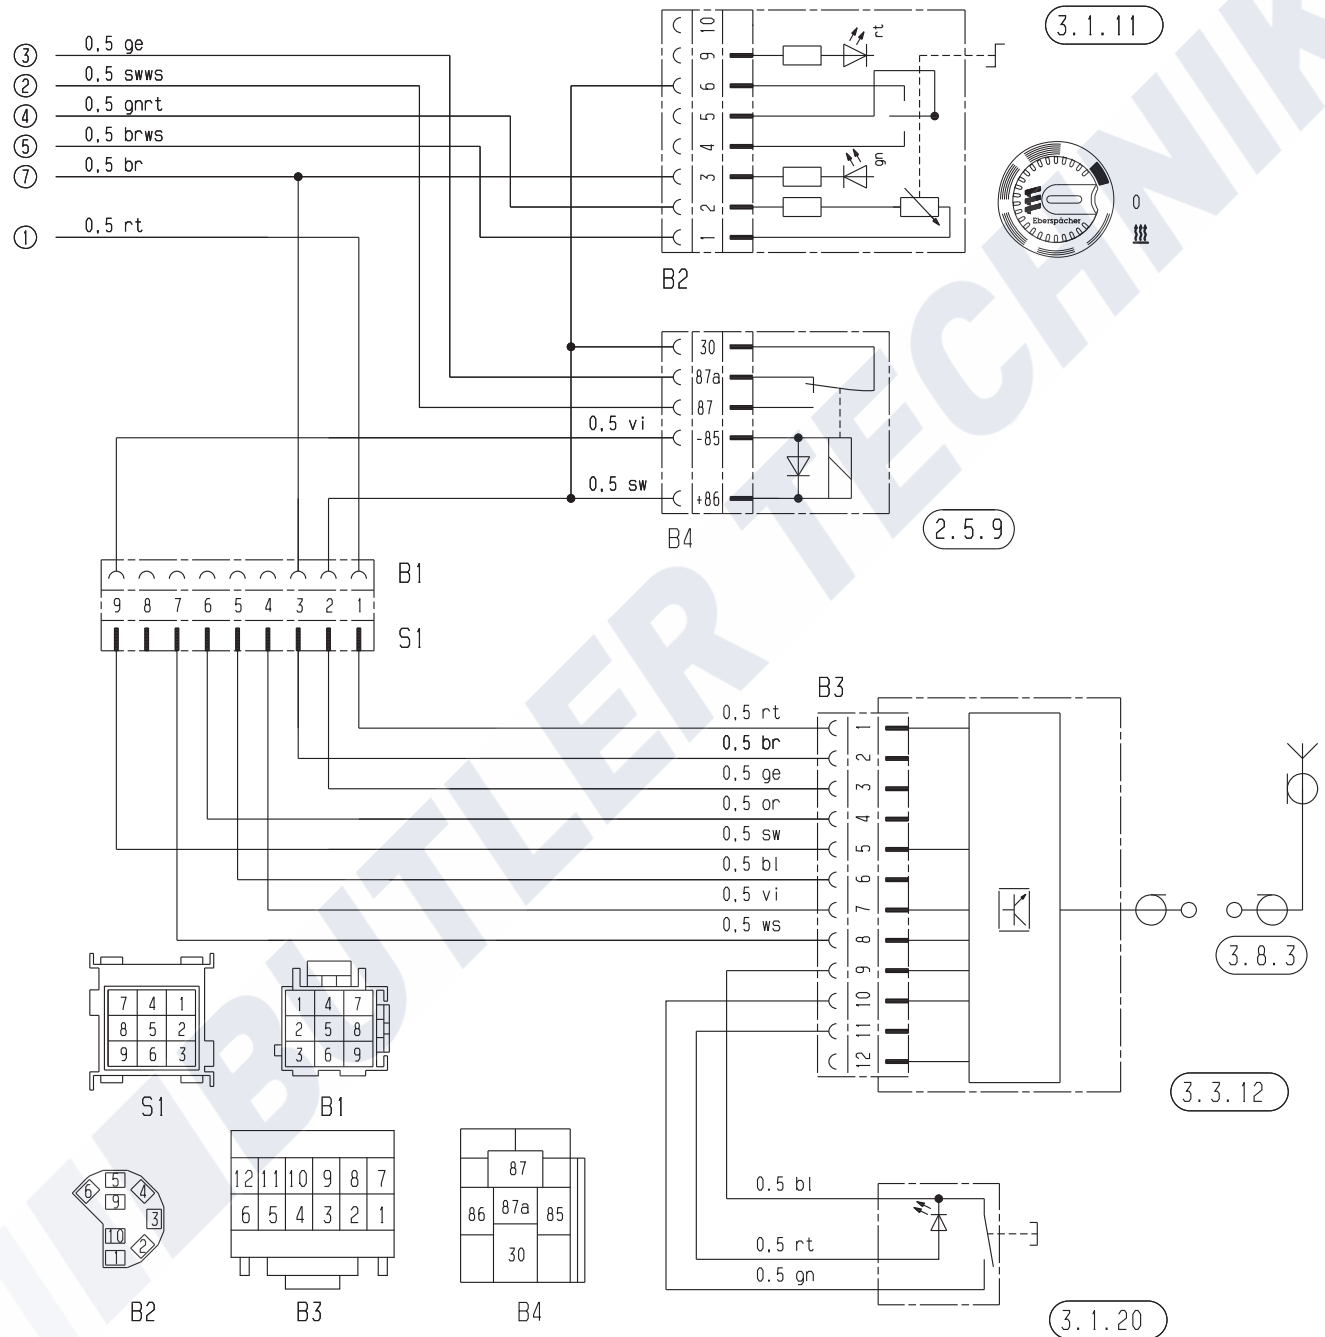 3.1.11
3 0,5 ge
2 0,5 swws
4 0,5 gnrt
5 0,5 brws
7 0,5 br
1 0,5 rt
10
9 rt
6
5
4
3 gn
2
1
B2
Eberspächer
0
30
87a
87
0,5 vi -85
0,5 sw +86
B4
2.5.9
B1
9 8 7 6 5 4 3 2 1
S1
B3
0,5 rt 1
0,5 br 2
0,5 ge 3
0,5 or 4
0,5 sw 5
0,5 bl 6
0,5 vi 7
0,5 ws 8
9
10
11
12
3.8.3
3.3.12
7 4 1
8 5 2
9 6 3
S1
1 4 7
2 5 8
3 6 9
B1
5
6 4
9
3
10
2
1
B2
12 11 10 9 8 7
6 5 4 3 2 1
B3
87
86 87a 85
30
B4
0.5 bl
0,5 rt
0.5 gn
3.1.20
BUTLER TECHNIK